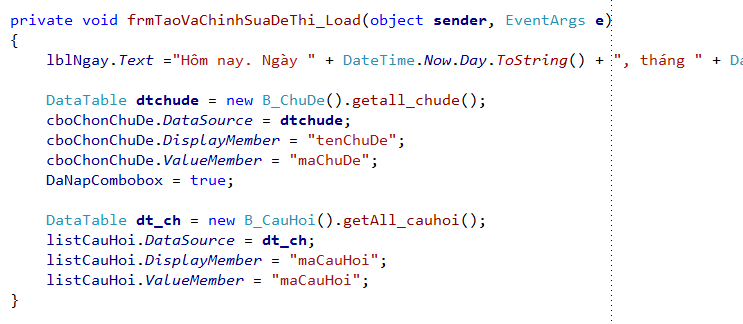 private void frmTaoVaChinhSuaDeThi_Load(object sender, EventArgs e)
{
lblNgay.Text ="Hôm nay. Ngày " + DateTime.Now.Day.ToString() + ", tháng " + Da
DataTable dtchude = new B_ChuDe().getall_chude();
cboChonChuDe.DataSource = dtchude;
cboChonChuDe.DisplayMember = "tenChuDe";
cboChonChuDe.ValueMember = "maChuDe";
DaNapCombobox = true;
DataTable dt_ch = new B_CauHoi().getAll_cauhoi();
listCauHoi.DataSource = dt_ch;
listCauHoi.DisplayMember = "maCauHoi";
listCauHoi.ValueMember = "maCauHoi";
}